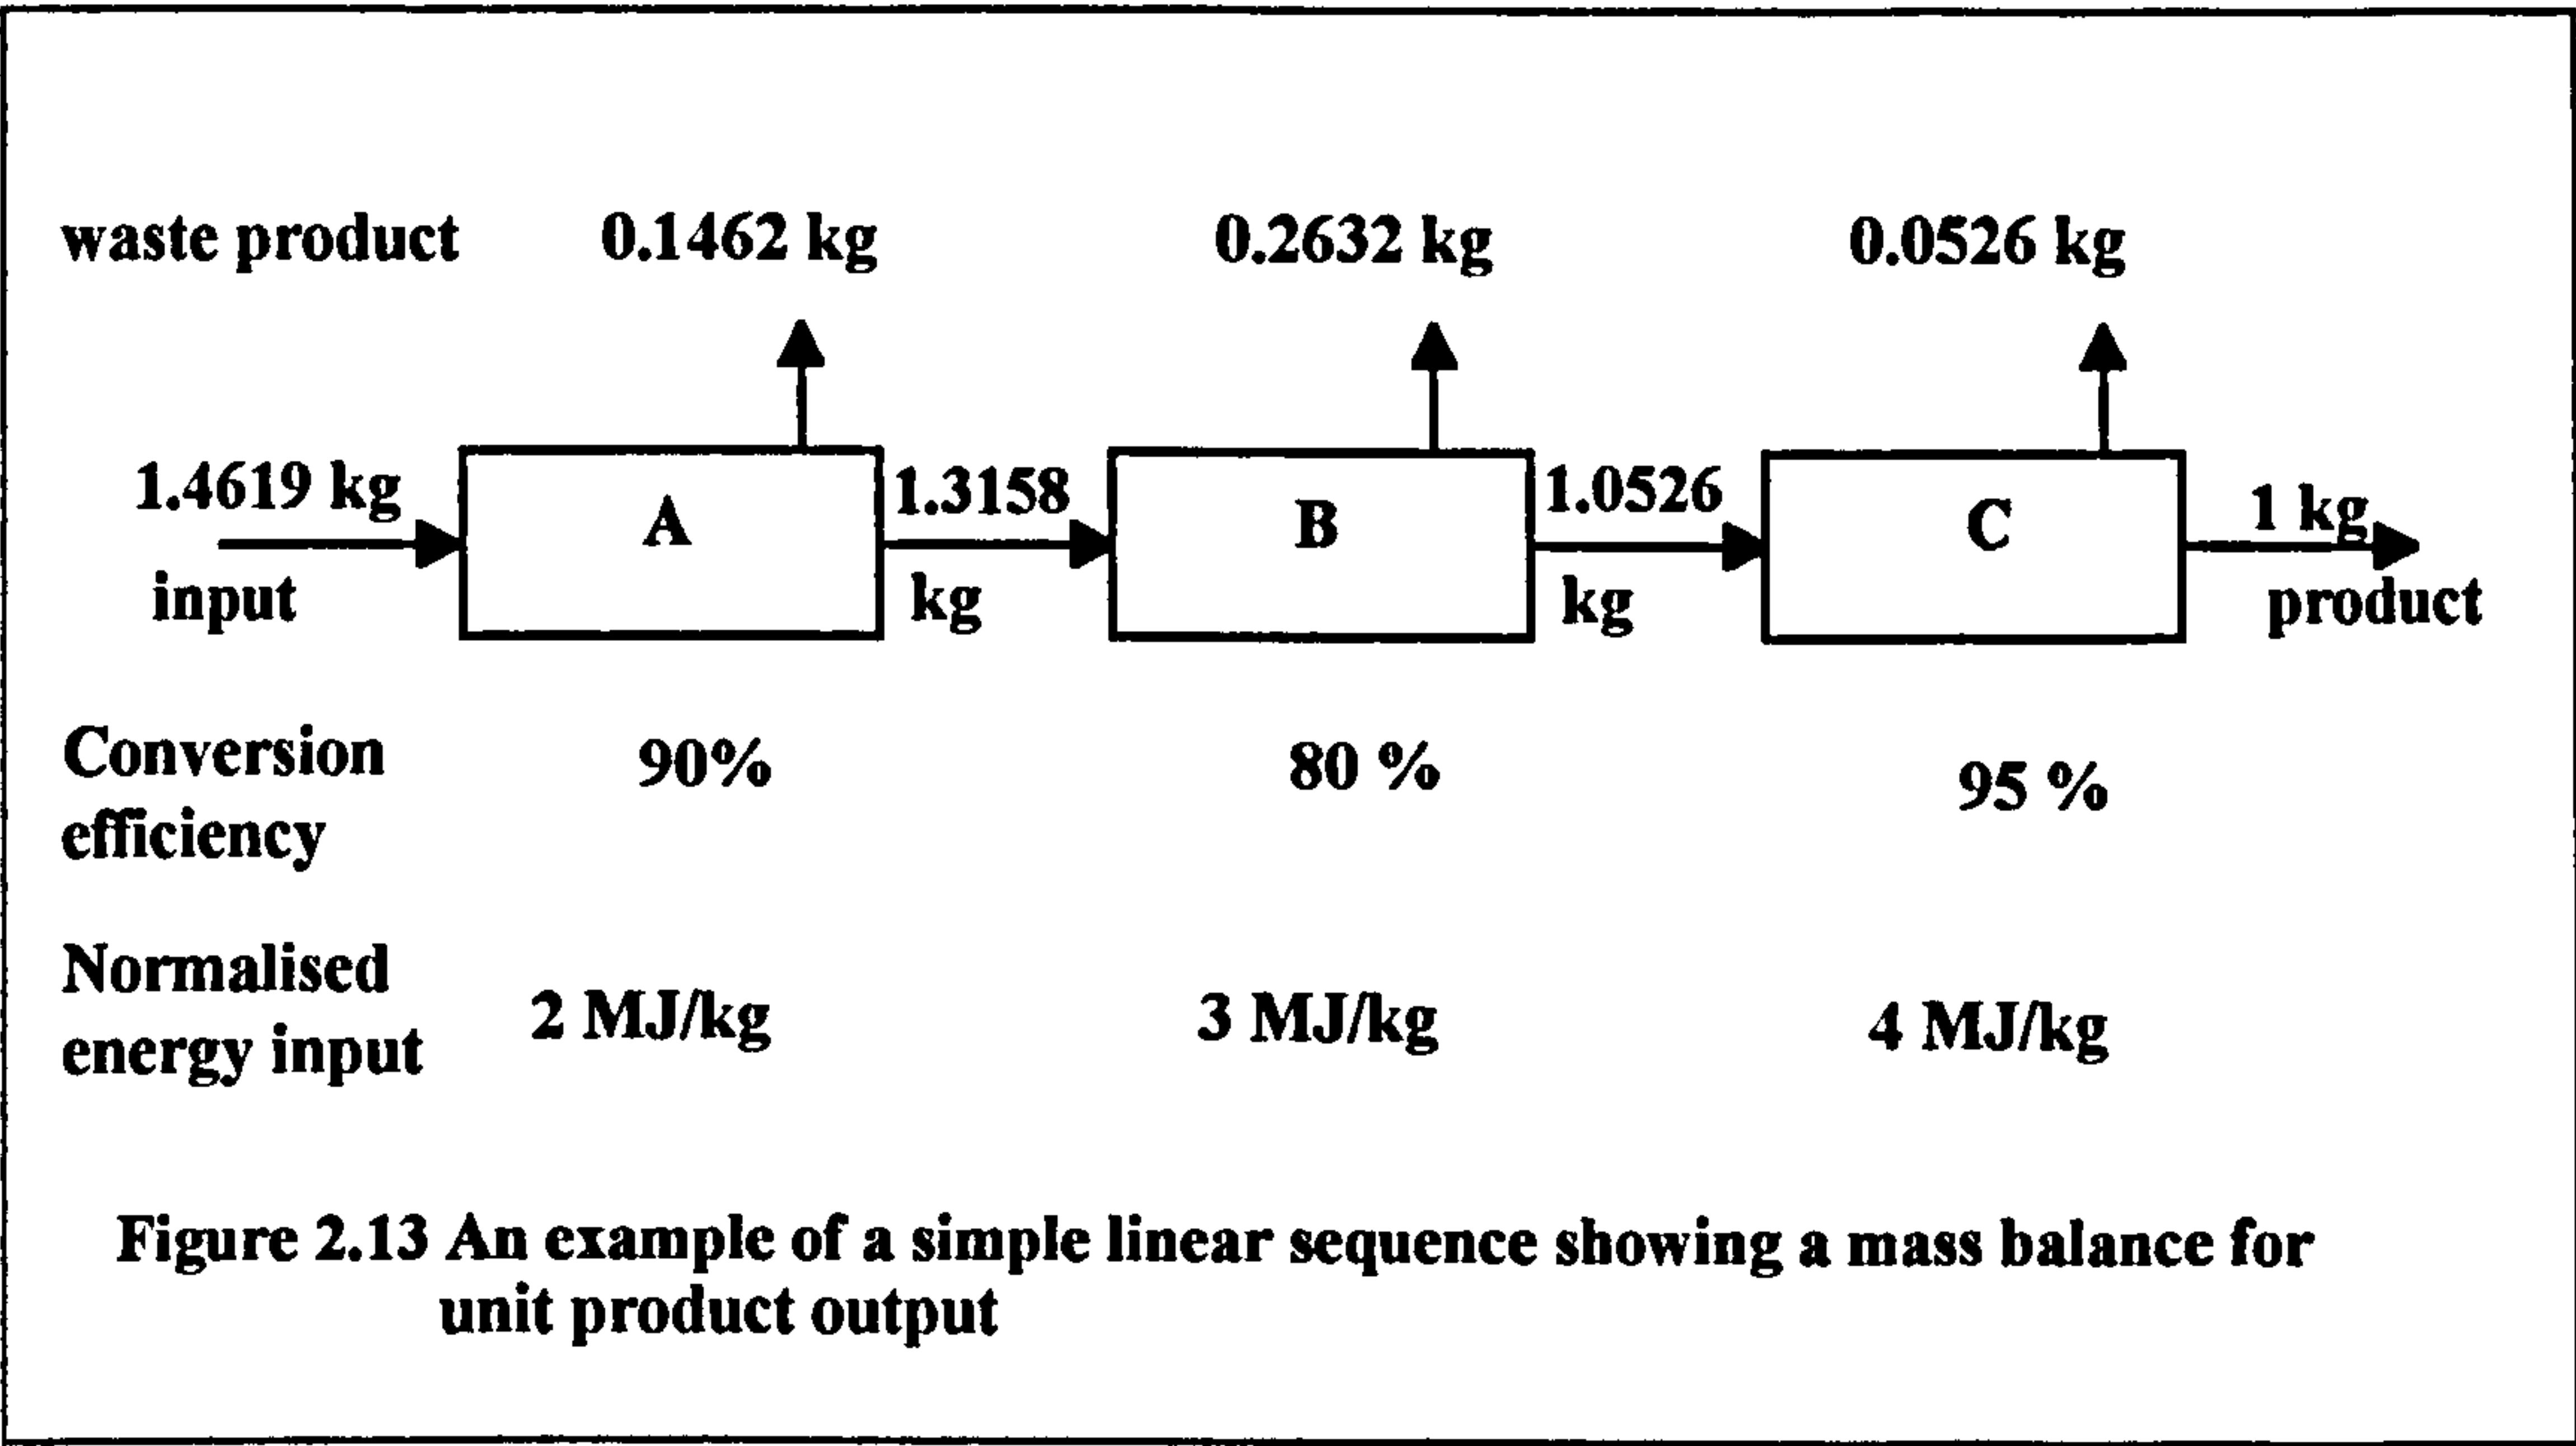 waste product 0.1462 kg 0.2632 kg 0.0526 kg
1.4619 kg 1.3158 1.0526 1 kg
A B C
input kg kg product
Conversion
efficiency
90% 80 % 95 %
Normalised
energy input
2 MJ/kg 3 MJ/kg 4 MJ/kg
Figure 2.13 An example of a simple linear sequence showing a mass balance for
unit product output